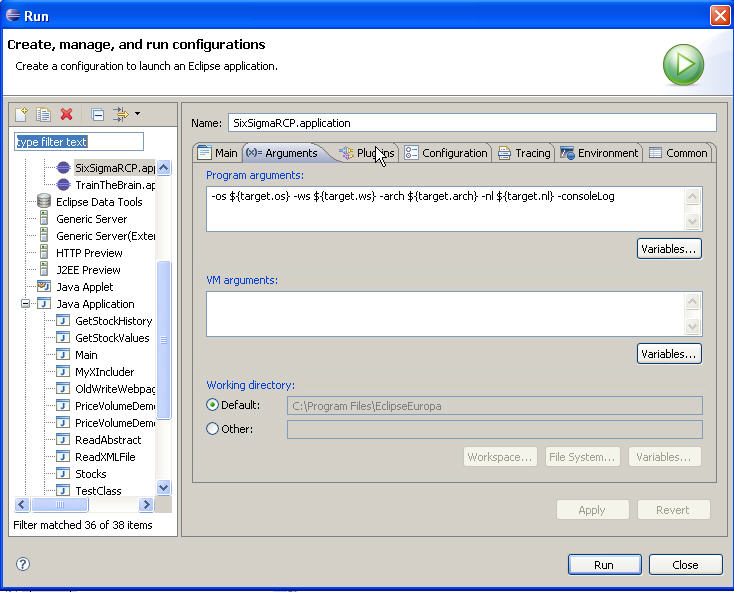 Run
Create, manage, and run configurations
Create a configuration to launch an Eclipse application.
type filter text
SixSigmaRCP.app
TrainTheBrain.ap
Eclipse Data Tools
Generic Server
Generic Server(Exter
HTTP Preview
J2EE Preview
Java Applet
Java Application
GetStockHistory
GetStockValues
Main
MyXIncluder
OldWriteWebpag
PriceVolumeDemo
PriceVolumeDemo
ReadAbstract
ReadXMLFile
Stocks
TestClass
Filter matched 36 of 38 items
Name: SixSigmaRCP.application
Main (x)= Arguments Plug-ins Configuration Tracing Environment Common
Program arguments:
-os ${target.os} -ws ${target.ws} -arch ${target.arch} -nl ${target.nl} -consoleLog
Variables...
VM arguments:
Variables...
Working directory:
Default: C:\Program Files\EclipseEuropa
Other:
Workspace... File System... Variables...
Apply Revert
? Run Close